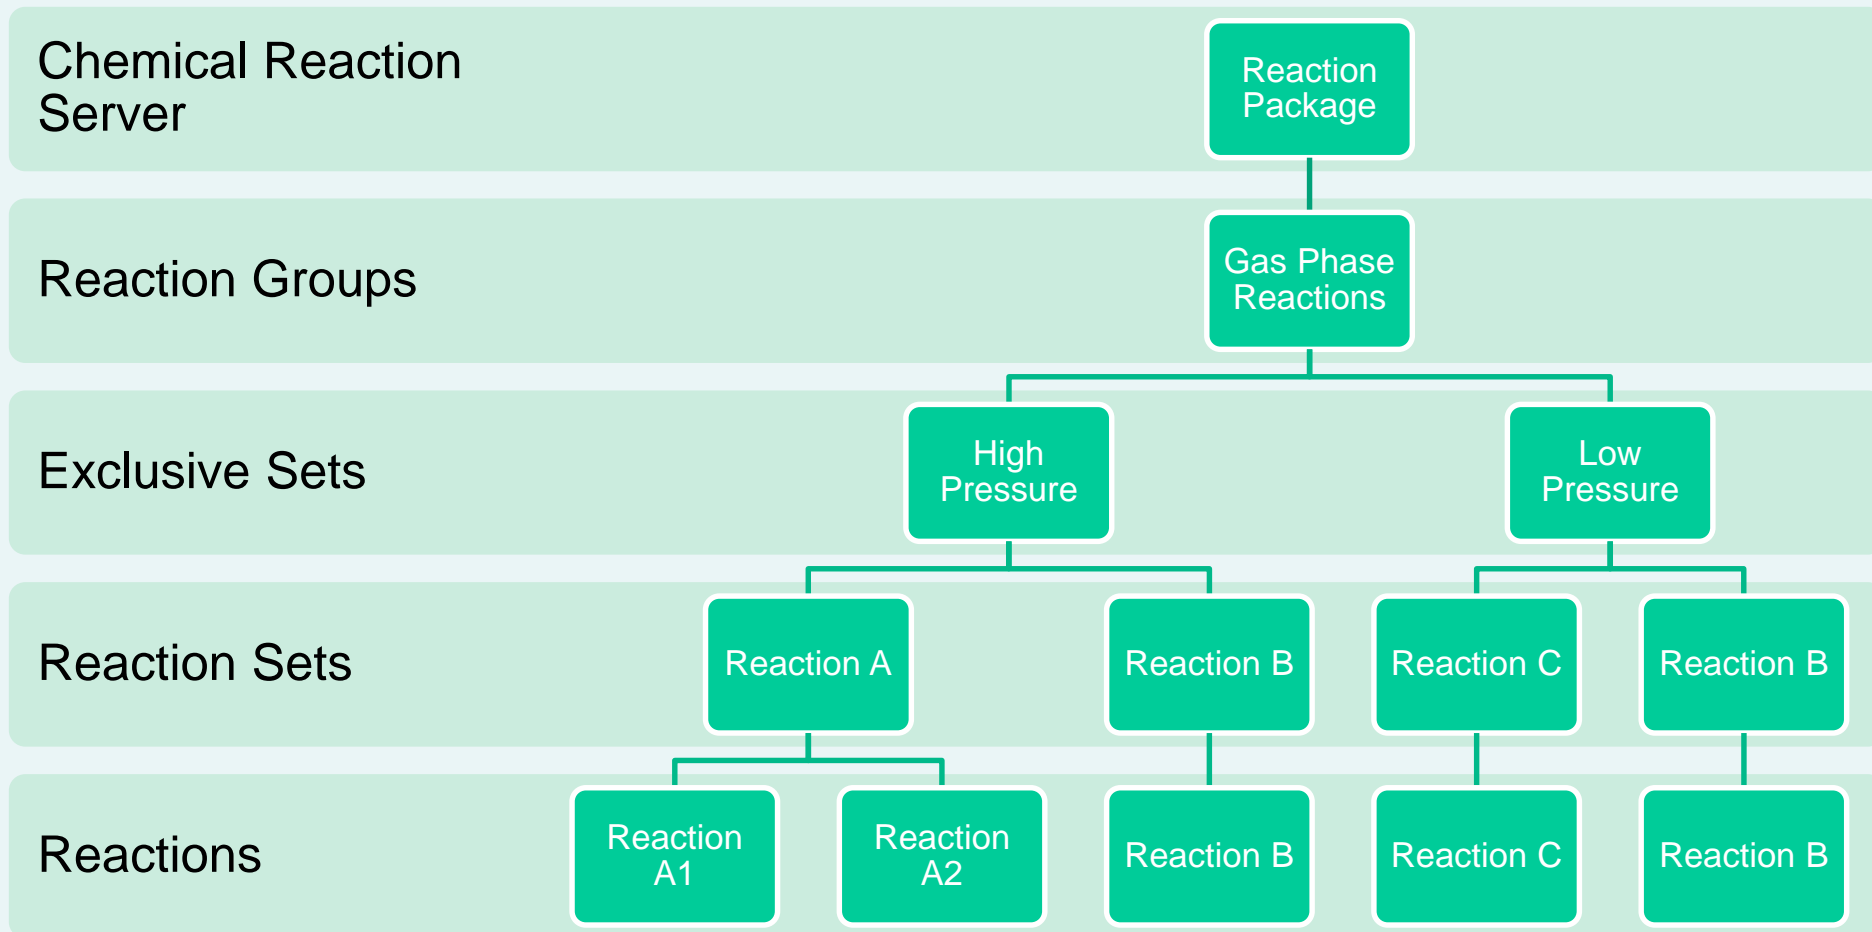 Chemical Reaction
Server
Reaction
Package
Reaction Groups
Gas Phase
Reactions
Exclusive Sets
High
Pressure
Low
Pressure
Reaction Sets
Reaction A
Reaction B
Reaction C
Reaction B
Reactions
Reaction
A1
Reaction
A2
Reaction B
Reaction C
Reaction B